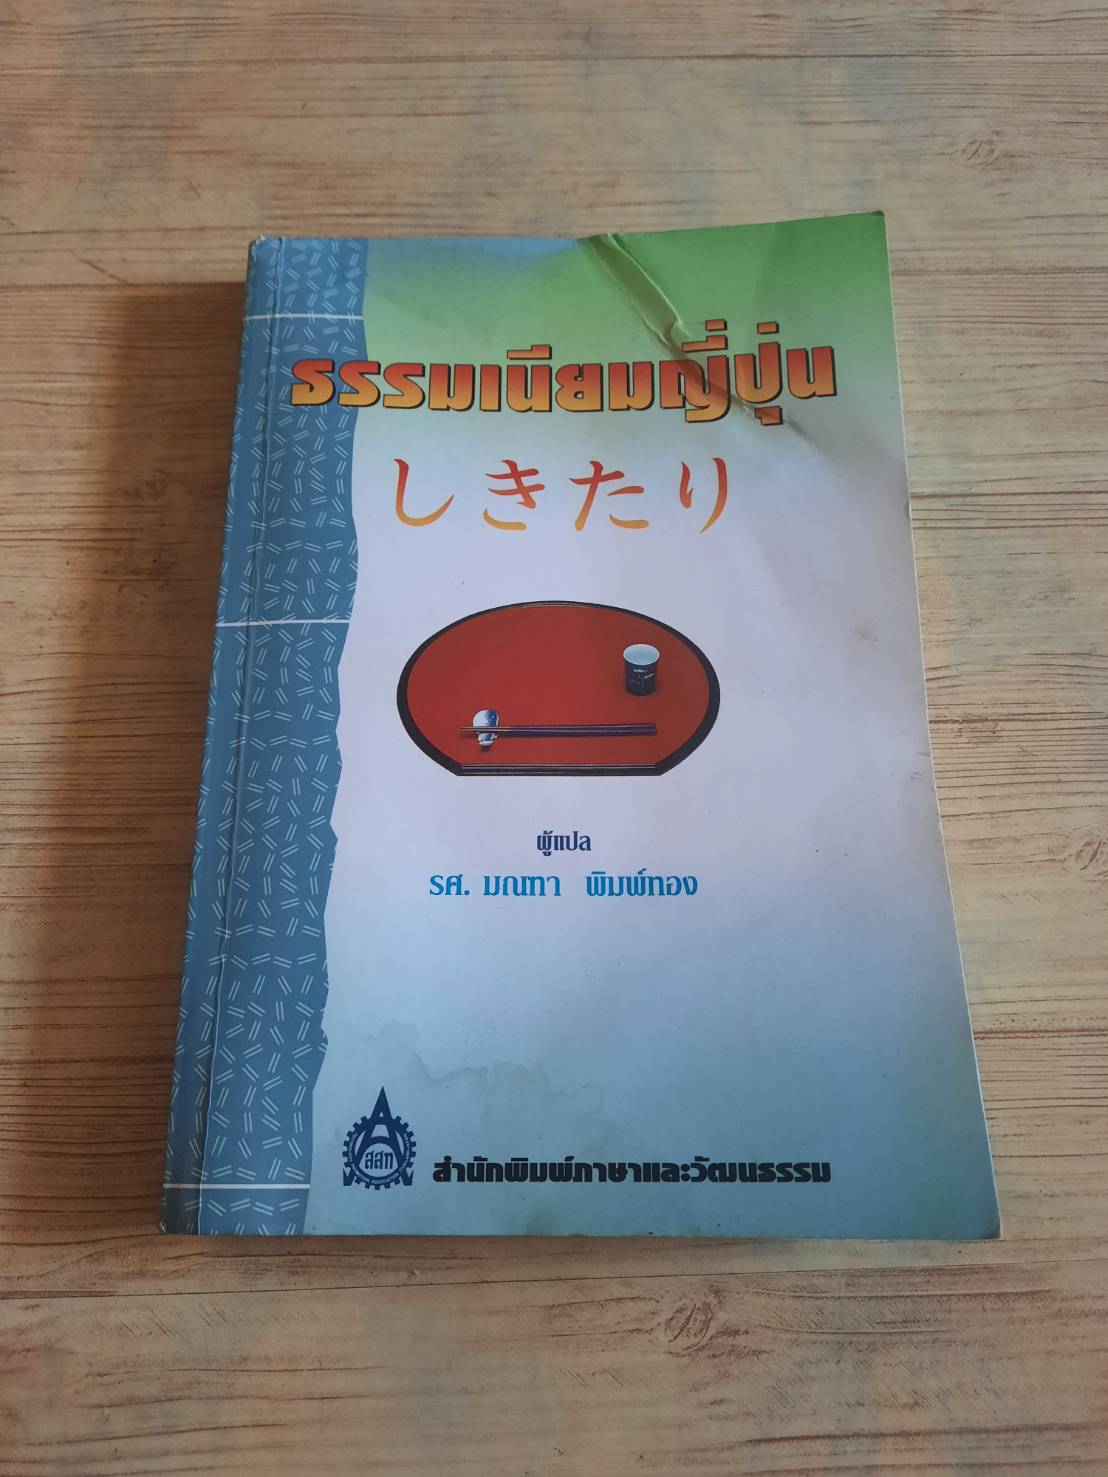 ธรรมเนียมญี่ปุ่น
しきたり
ผู้แปล
รศ. มณฑา พิมพ์ทอง
สสท
สำนักพิมพ์ภาษาและวัฒนธรรม